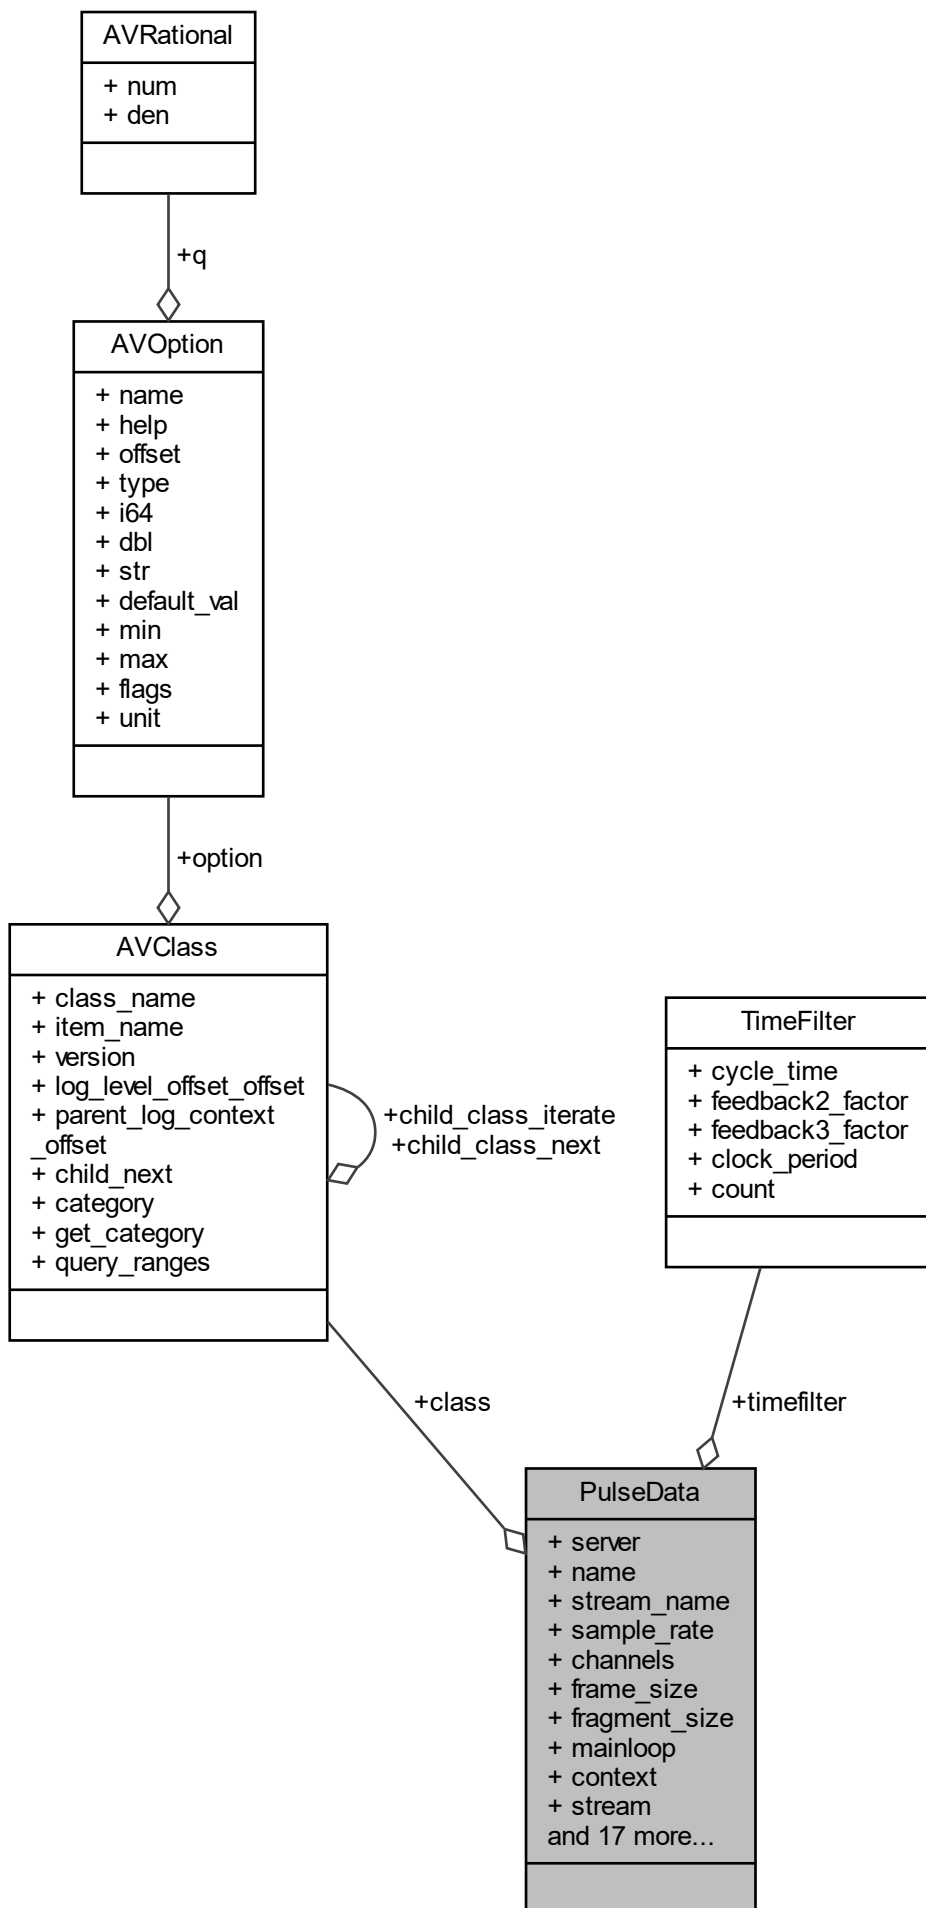 AVRational
+ num
+ den
+q
AVOption
+ name
+ help
+ offset
+ type
+ i64
+ dbl
+ str
+ default_val
+ min
+ max
+ flags
+ unit
+option
AVClass
+ class_name
+ item_name
+ version
+ log_level_offset_offset
+ parent_log_context
_offset
+ child_next
+ category
+ get_category
+ query_ranges
+child_class_iterate
+child_class_next
TimeFilter
+ cycle_time
+ feedback2_factor
+ feedback3_factor
+ clock_period
+ count
+class
+timefilter
PulseData
+ server
+ name
+ stream_name
+ sample_rate
+ channels
+ frame_size
+ fragment_size
+ mainloop
+ context
+ stream
and 17 more...